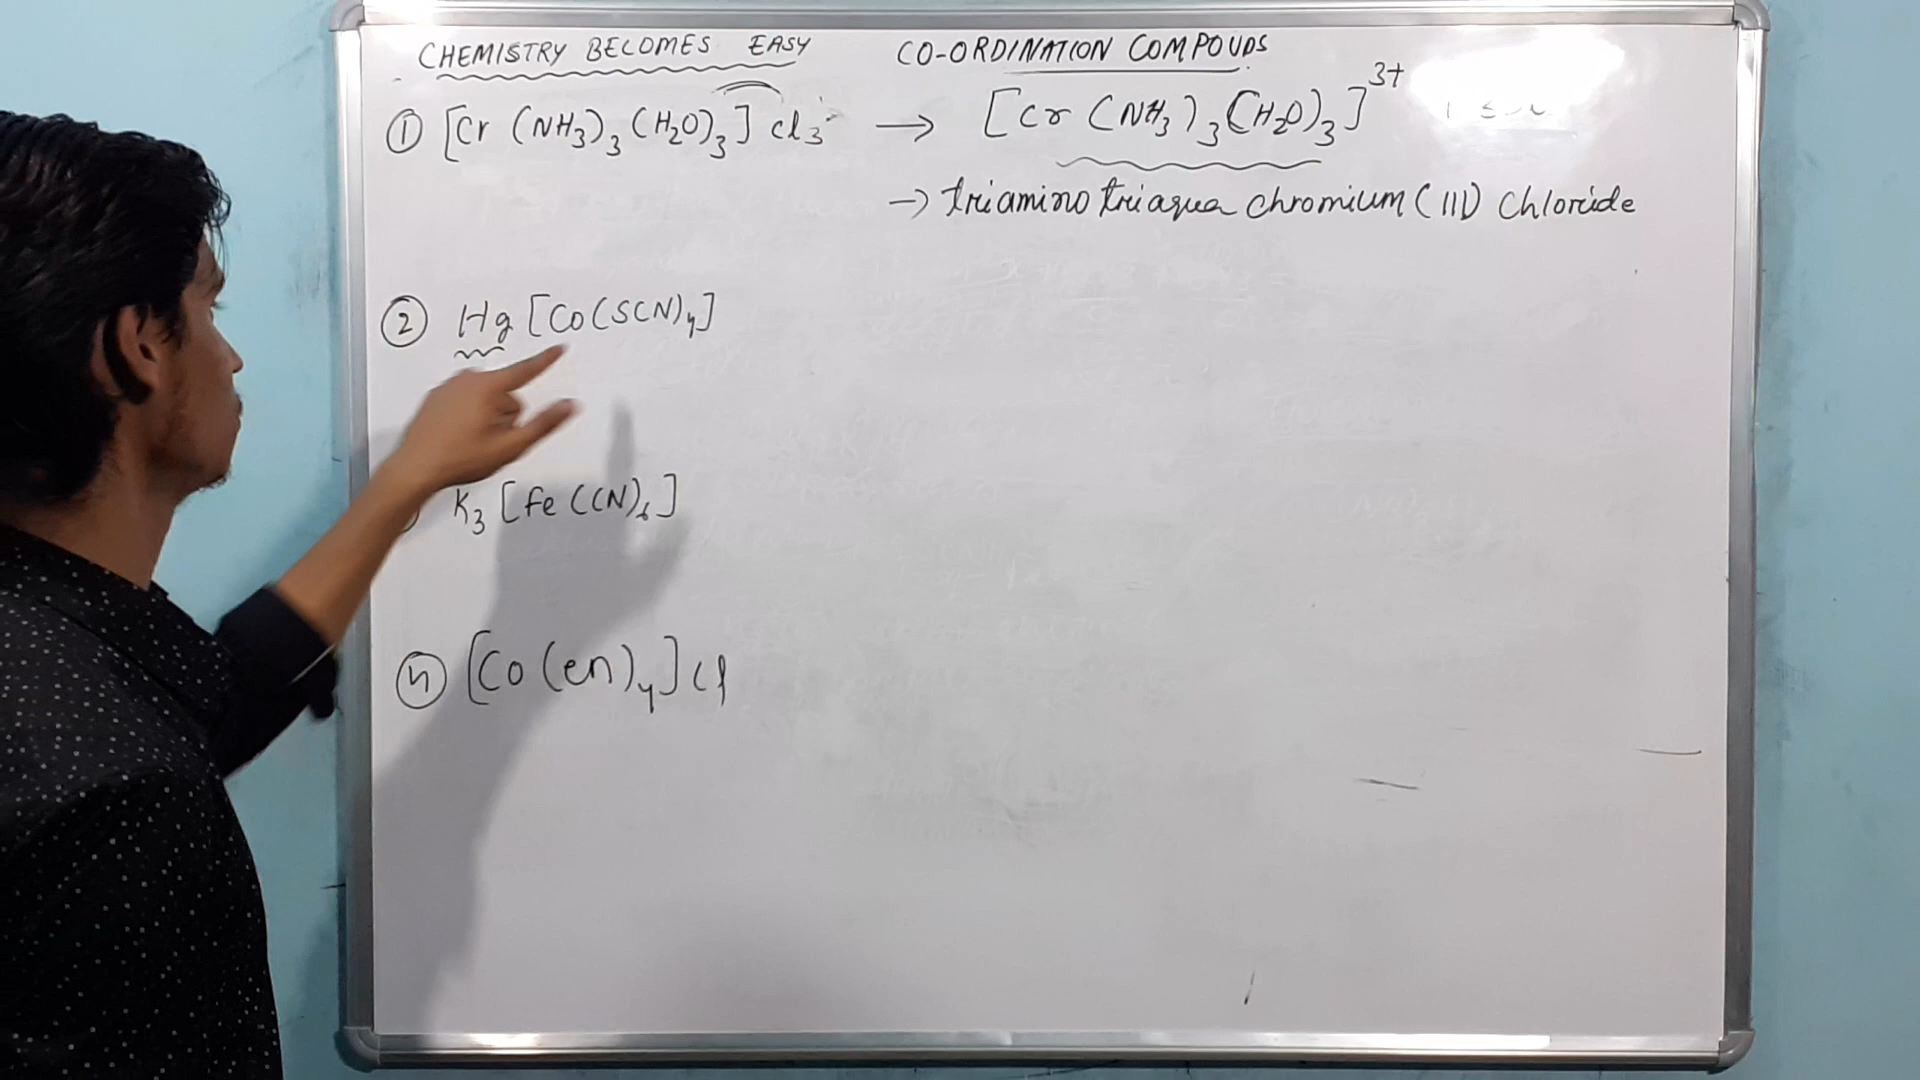 CHEMISTRY BECOMES EASY
CO-ORDINATION COMPOUDS
① [Cr (NH₃)₃ (H₂O)₃] Cl₃ → [Cr (NH₃)₃(H₂O)₃]³⁺
→ triamino triaqua chromium (III) chloride
② Hg [Co(SCN)₄]
K₃ [Fe (CN)₆]
④ [Co (en)₄] Cl